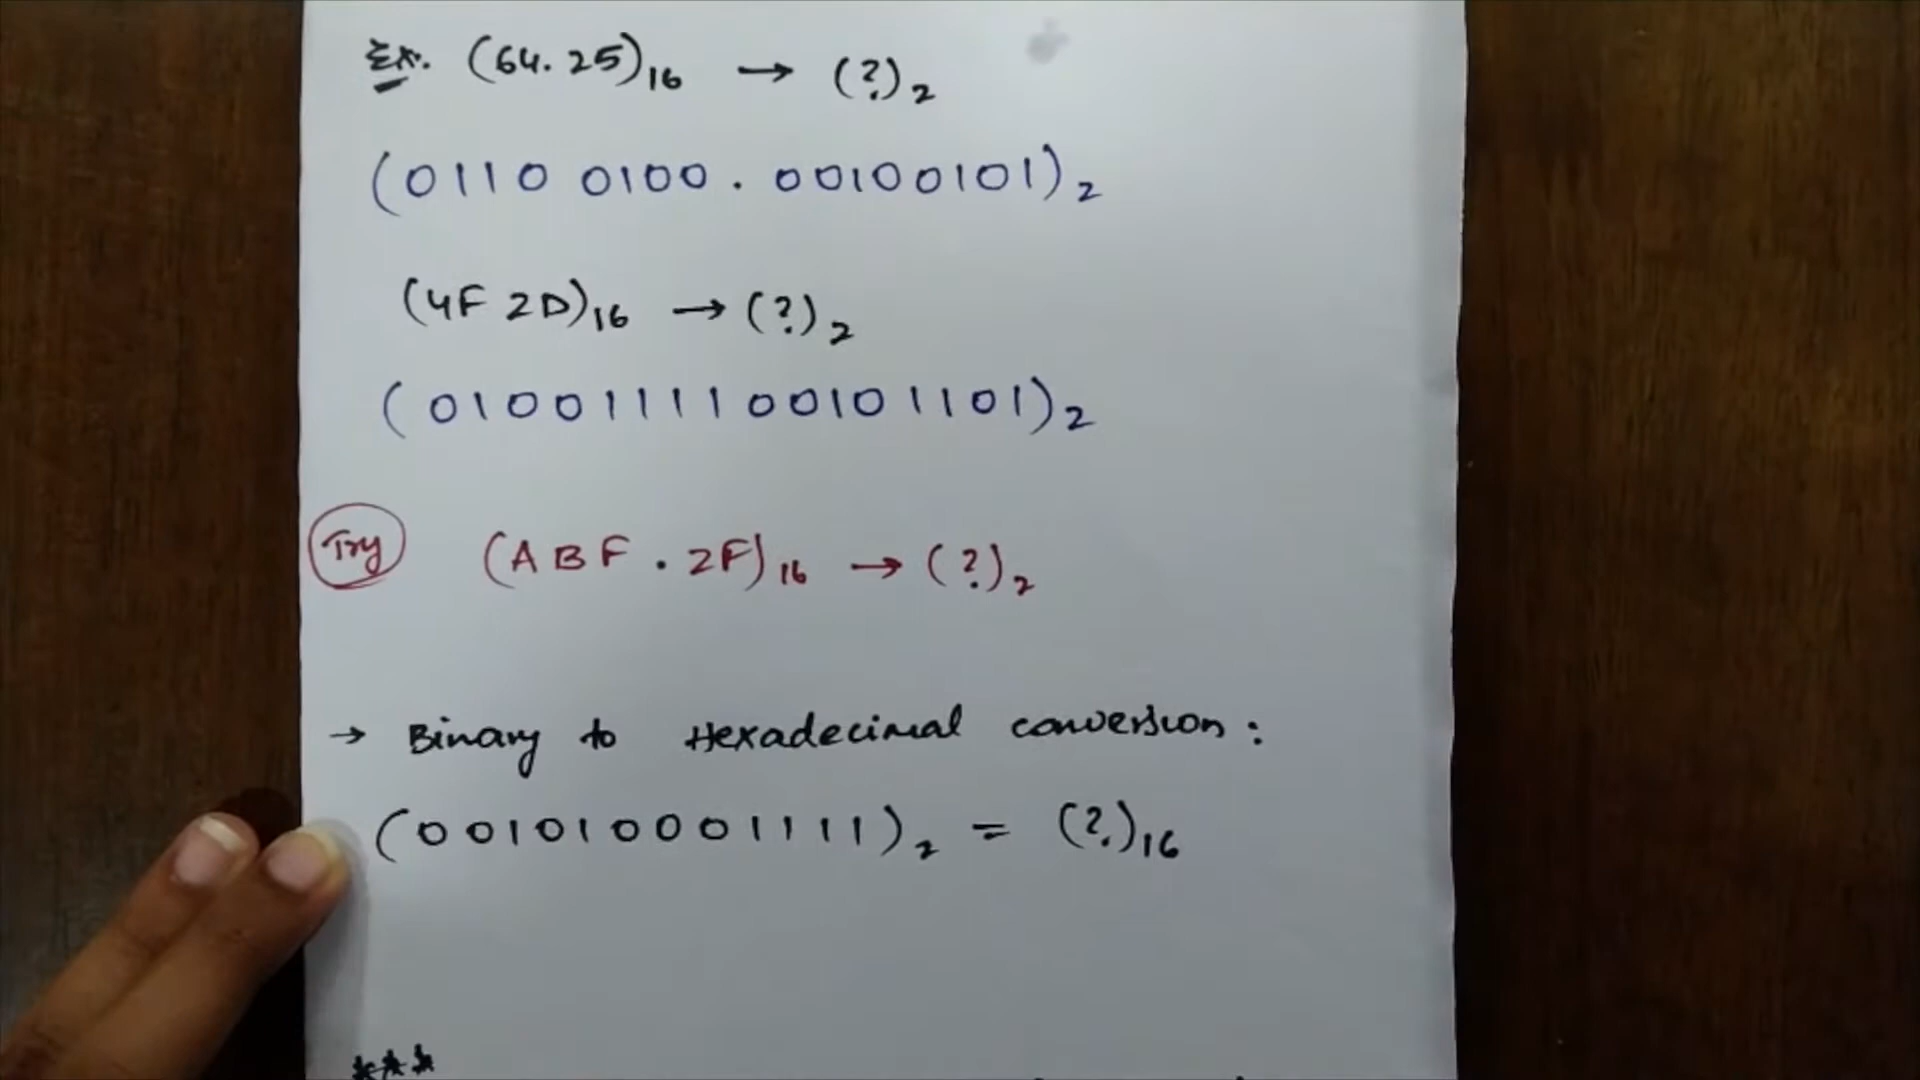 Ex. (64.25)16 → (?)2
(0110 0100 . 00100101)2
(4F 2D)16 → (?)2
(0100111100101101)2
Try (ABF . 2F)16 → (?)2
→ Binary to Hexadecimal conversion :
(001010001111)2 = (?)16
***